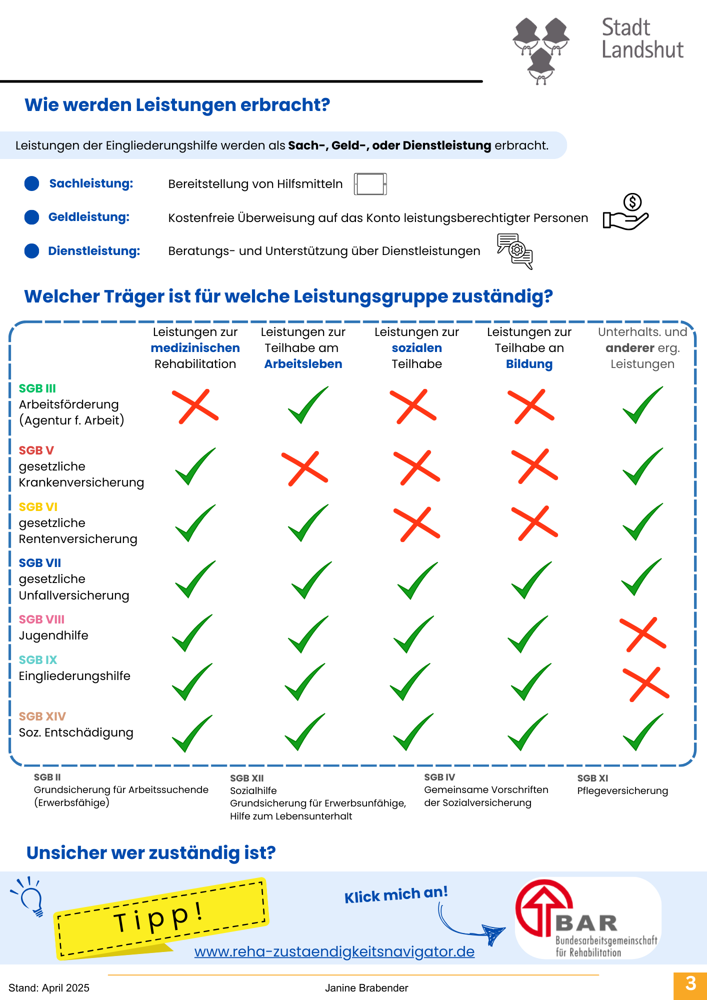 Stadt
Landshut
Wie werden Leistungen erbracht?
Leistungen der Eingliederungshilfe werden als Sach-, Geld-, oder Dienstleistung erbracht.
Sachleistung: Bereitstellung von Hilfsmitteln
Geldleistung: Kostenfreie Überweisung auf das Konto leistungsberechtigter Personen
$
Dienstleistung: Beratungs- und Unterstützung über Dienstleistungen
Welcher Träger ist für welche Leistungsgruppe zuständig?
Leistungen zur
medizinischen
Rehabilitation
Leistungen zur
Teilhabe am
Arbeitsleben
Leistungen zur
sozialen
Teilhabe
Leistungen zur
Teilhabe an
Bildung
Unterhalts. und
anderer erg.
Leistungen
SGB III
Arbeitsförderung
(Agentur f. Arbeit)
SGB V
gesetzliche
Krankenversicherung
SGB VI
gesetzliche
Rentenversicherung
SGB VII
gesetzliche
Unfallversicherung
SGB VIII
Jugendhilfe
SGB IX
Eingliederungshilfe
SGB XIV
Soz. Entschädigung
SGB II
Grundsicherung für Arbeitssuchende
(Erwerbsfähige)
SGB XII
Sozialhilfe
Grundsicherung für Erwerbsunfähige,
Hilfe zum Lebensunterhalt
SGB IV
Gemeinsame Vorschriften
der Sozialversicherung
SGB XI
Pflegeversicherung
Unsicher wer zuständig ist?
Tipp!
Klick mich an!
www.reha-zustaendigkeitsnavigator.de
BAR
Bundesarbeitsgemeinschaft
für Rehabilitation
Stand: April 2025
Janine Brabender
3